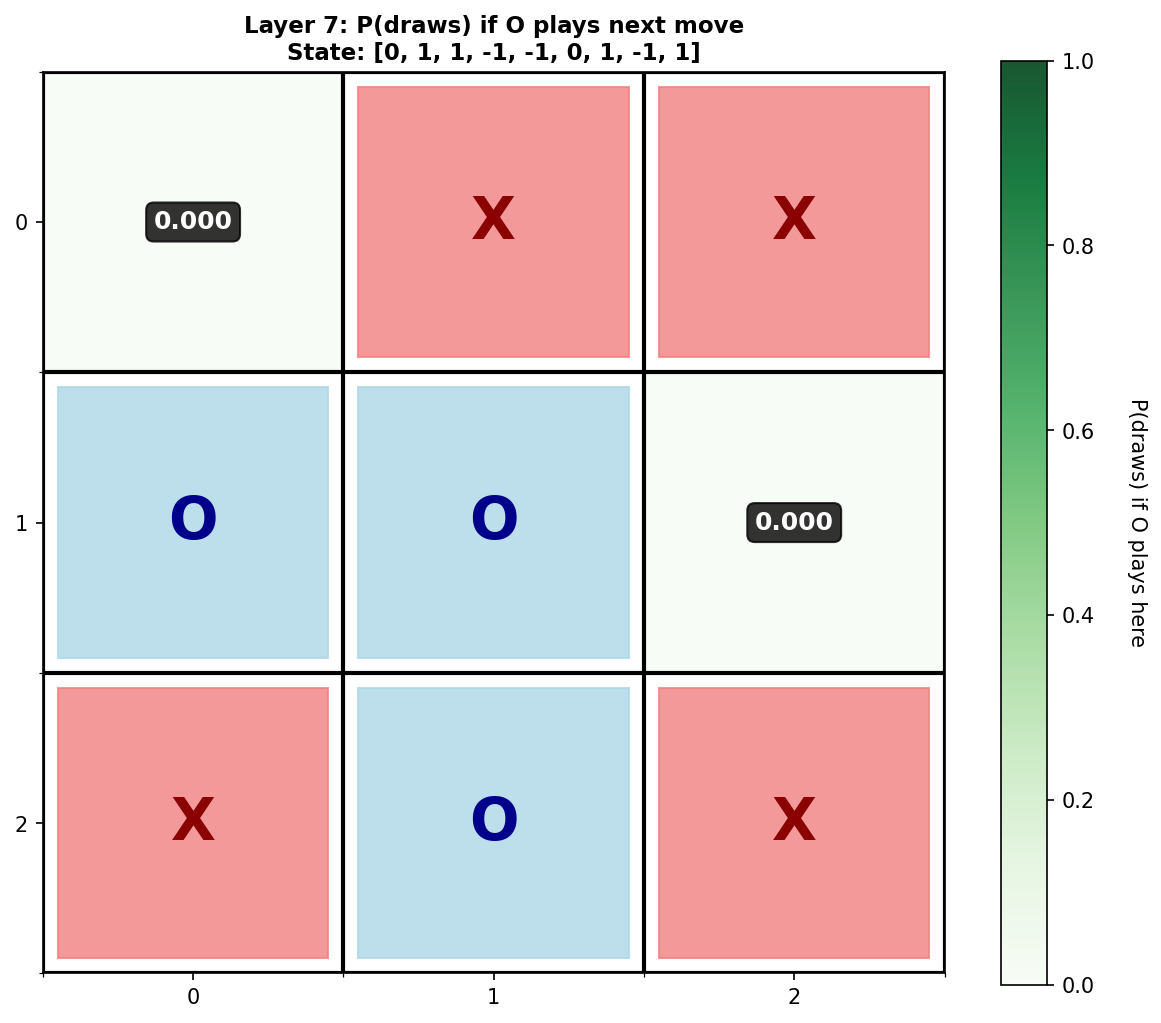 Layer 7: P(draws) if O plays next move
State: [0, 1, 1, -1, -1, 0, 1, -1, 1]
0.000 X X
O O 0.000
X O X
0
1
2
0 1 2
1.0
0.8
0.6
0.4
0.2
0.0
P(draws) if O plays here